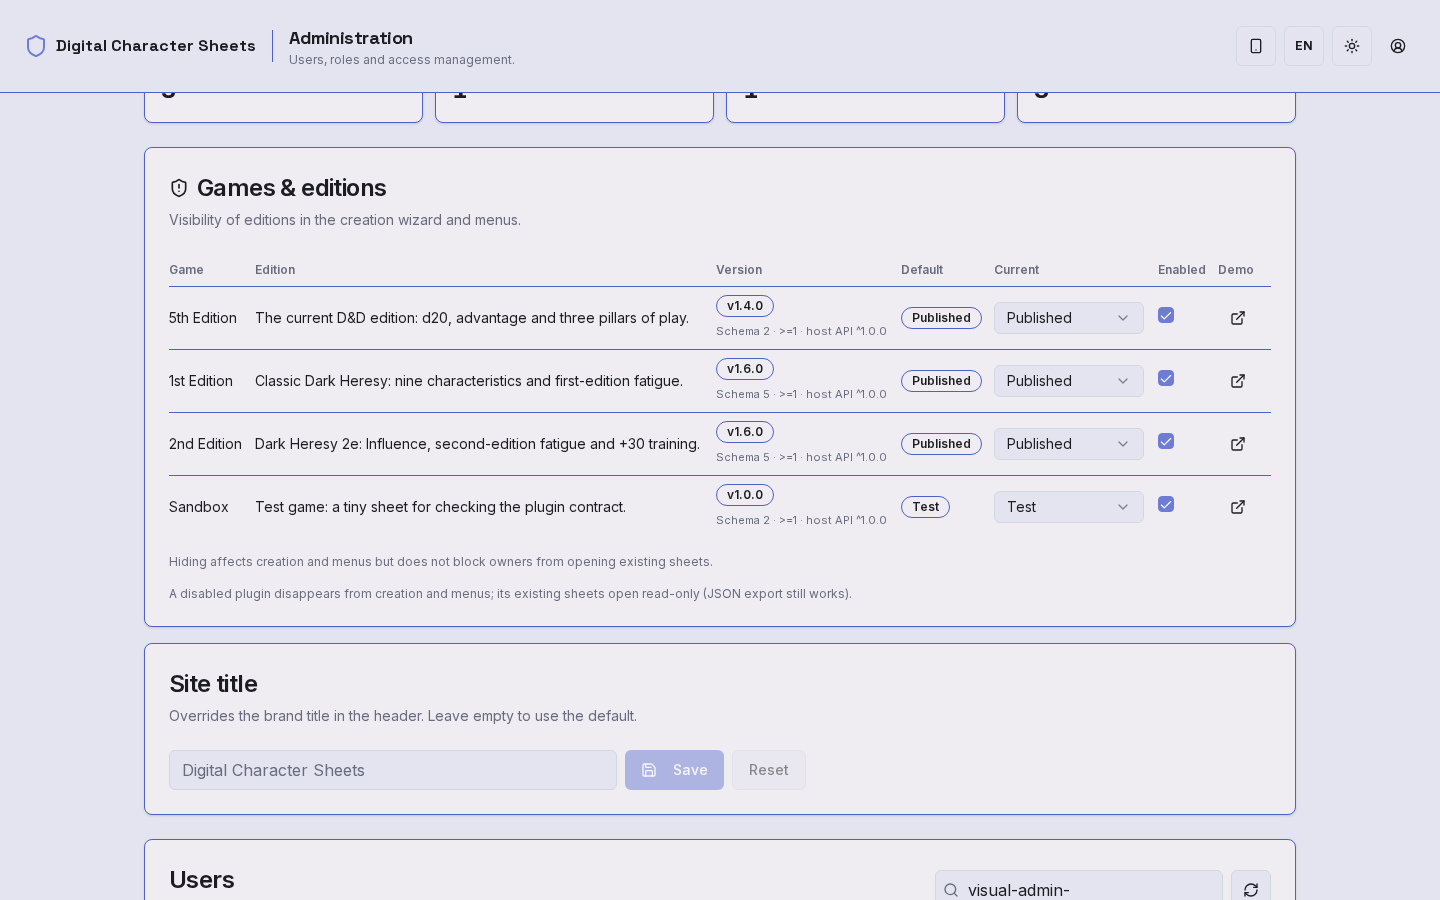 Digital Character Sheets
Administration
Users, roles and access management.
EN
Games & editions
Visibility of editions in the creation wizard and menus.
Game Edition Version Default Current Enabled Demo
5th Edition The current D&D edition: d20, advantage and three pillars of play. v1.4.0 Schema 2 · >=1 · host API ^1.0.0 Published Published
1st Edition Classic Dark Heresy: nine characteristics and first-edition fatigue. v1.6.0 Schema 5 · >=1 · host API ^1.0.0 Published Published
2nd Edition Dark Heresy 2e: Influence, second-edition fatigue and +30 training. v1.6.0 Schema 5 · >=1 · host API ^1.0.0 Published Published
Sandbox Test game: a tiny sheet for checking the plugin contract. v1.0.0 Schema 2 · >=1 · host API ^1.0.0 Test Test
Hiding affects creation and menus but does not block owners from opening existing sheets.
A disabled plugin disappears from creation and menus; its existing sheets open read-only (JSON export still works).
Site title
Overrides the brand title in the header. Leave empty to use the default.
Digital Character Sheets Save Reset
Users
visual-admin-